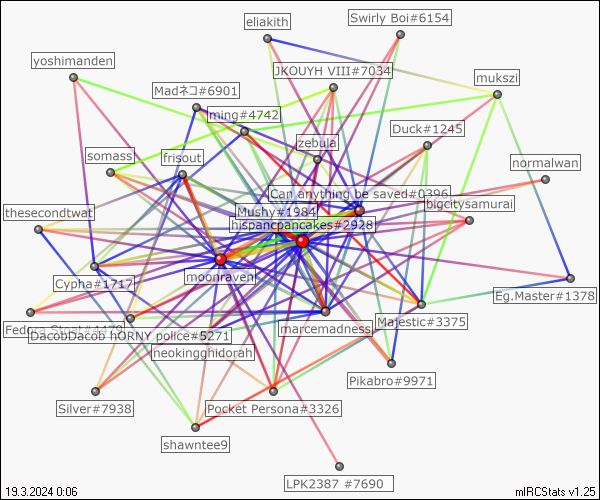 eliakith
Swirly Boi#6154
yoshimanden
JKOUYH VIII#7034
mukszi
Madネコ#6901
ming#4742
Duck#1245
zebula
somass
frisout
normalwan
Can anything be saved#0396
thesecondtwat
Mushy#1984
bigcitysamurai
hispancpancakes#2928
moonraven
Cypha#1717
Eg.Master#1378
Majestic#3375
marcemadness
DacobDacob hORNY police#5271
neokingghidorah
Pikabro#9971
Silver#7938
Pocket Persona#3326
shawntee9
LPK2387 #7690
19.3.2024 0:06
mIRCStats v1.25